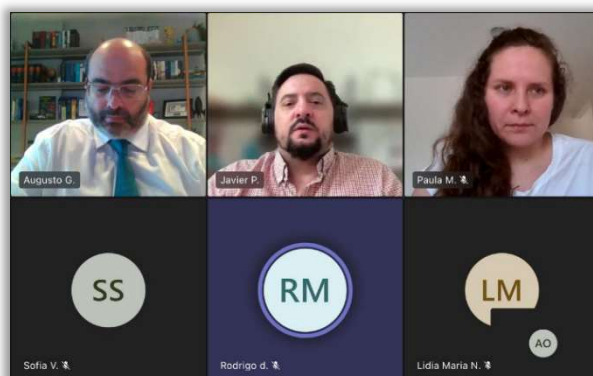 Augusto G.
Javier P.
Paula M.
SS
RM
LM
AO
Sofia V.
Rodrigo d.
Lidia Maria N.